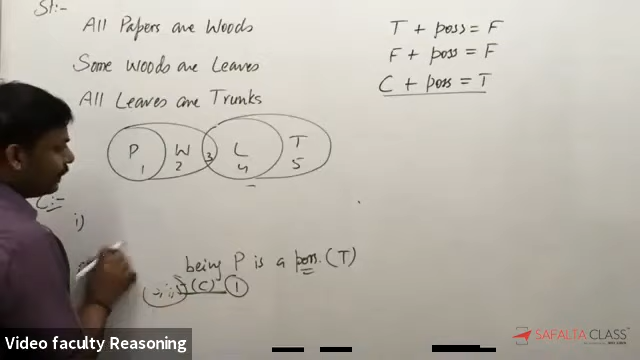 St:-
All Papers are Woods
Some Woods are Leaves
All Leaves are Trunks
T + poss = F
F + poss = F
C + poss = T
P W L T
1 2 3 4 5
C:-
i)
being P is a poss. (T)
(C) 1
Video faculty Reasoning
SAFALTA CLASS